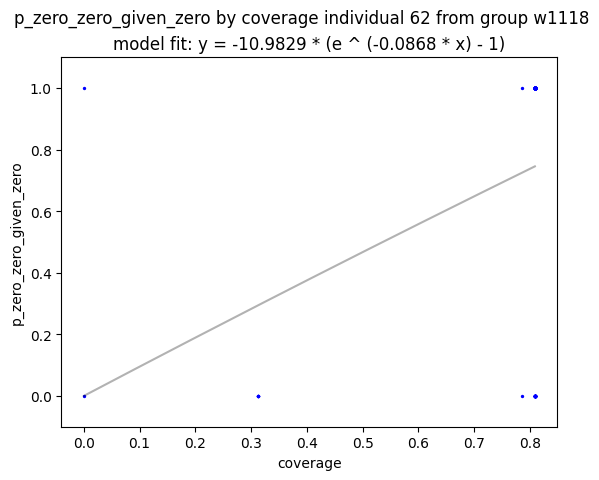 p_zero_zero_given_zero by coverage individual 62 from group w1118
model fit: y = -10.9829 * (e ^ (-0.0868 * x) - 1)
p_zero_zero_given_zero
1.0
0.8
0.6
0.4
0.2
0.0
0.0 0.1 0.2 0.3 0.4 0.5 0.6 0.7 0.8
coverage